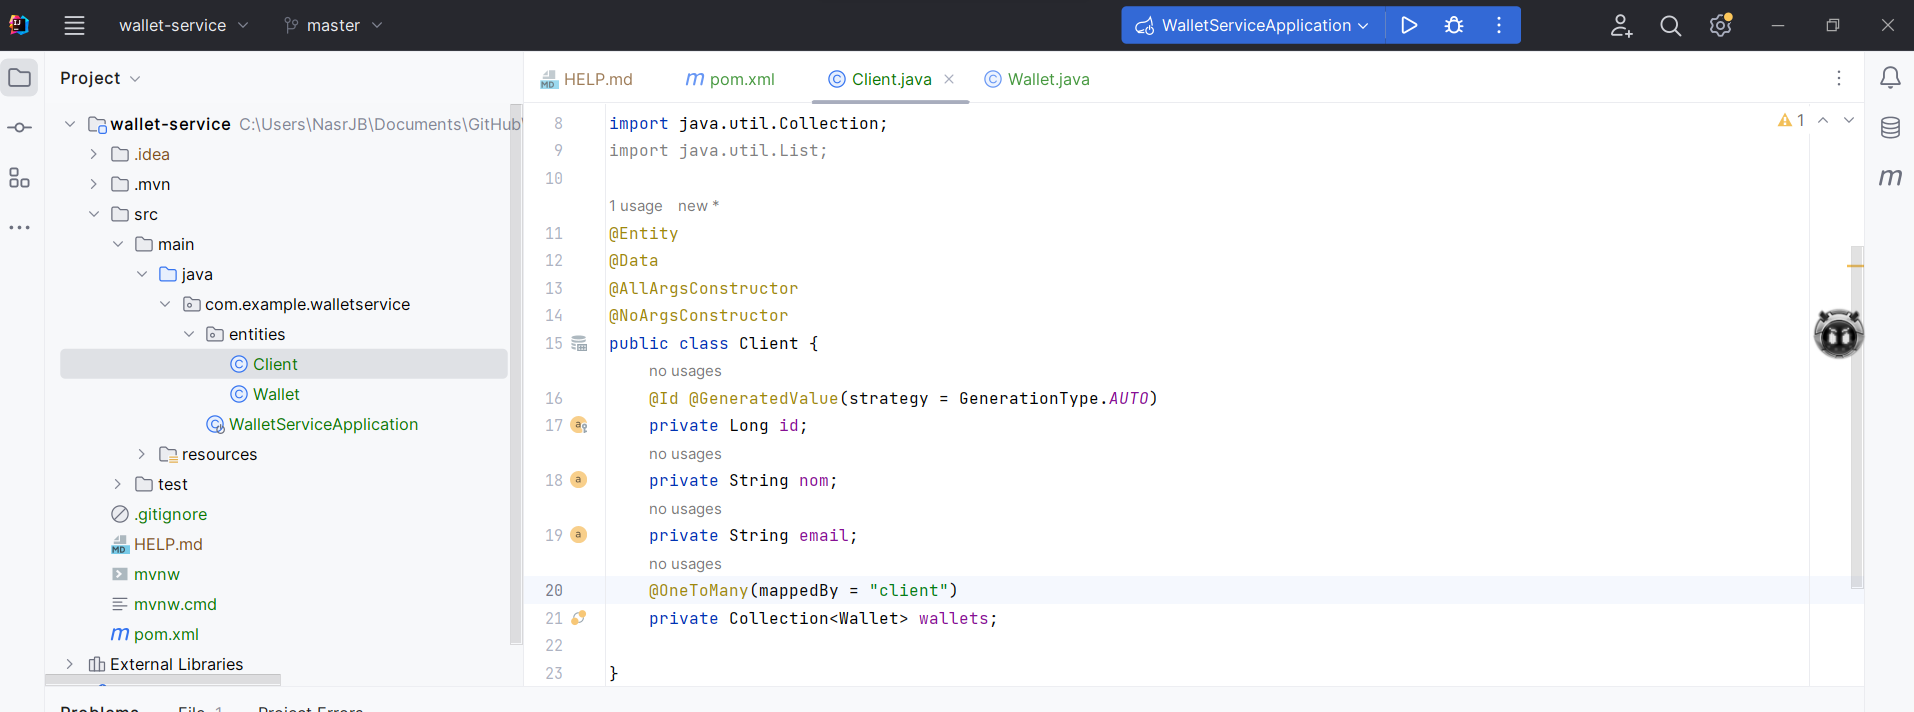 wallet-service master WalletServiceApplication
Project
HELP.md pom.xml Client.java Wallet.java
wallet-service C:\Users\NasrJB\Documents\GitHub\
.idea
.mvn
src
main
java
com.example.walletservice
entities
Client
Wallet
WalletServiceApplication
resources
test
.gitignore
HELP.md
mvnw
mvnw.cmd
pom.xml
External Libraries
1
8 import java.util.Collection;
9 import java.util.List;
10
1 usage new *
11 @Entity
12 @Data
13 @AllArgsConstructor
14 @NoArgsConstructor
15 public class Client {
no usages
16 @Id @GeneratedValue(strategy = GenerationType.AUTO)
17 private Long id;
no usages
18 private String nom;
no usages
19 private String email;
no usages
20 @OneToMany(mappedBy = "client")
21 private Collection<Wallet> wallets;
22
23 }
Problems File 1 Project Errors